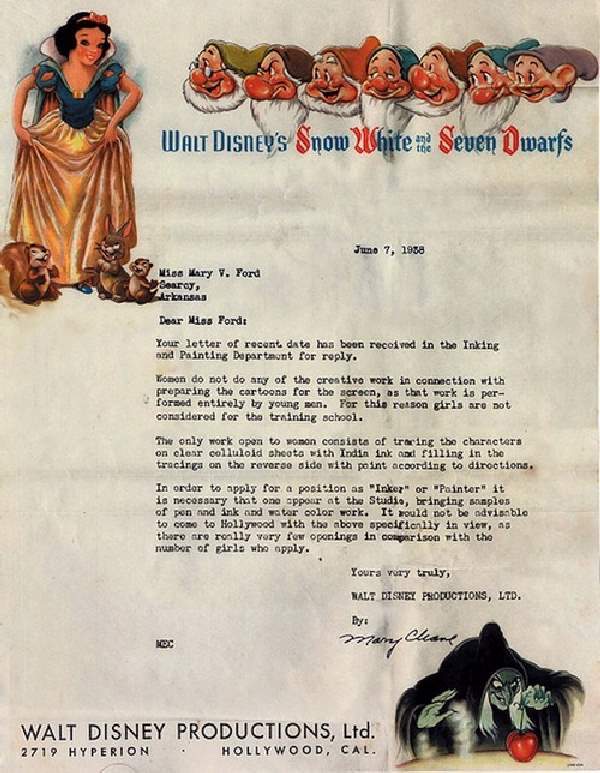 WALT DISNEY'S Snow White and the Seven Dwarfs
June 7, 1938
Miss Mary V. Ford
Searcy,
Arkansas
Dear Miss Ford:
Your letter of recent date has been received in the Inking
and Painting Department for reply.
Women do not do any of the creative work in connection with
preparing the cartoons for the screen, as that work is per-
formed entirely by young men. For this reason girls are not
considered for the training school.
The only work open to women consists of tracing the characters
on clear celluloid sheets with India ink and filling in the
tracings on the reverse side with paint according to directions.
In order to apply for a position as "Inker" or "Painter" it
is necessary that one appear at the Studio, bringing samples
of pen and ink and water color work. It would not be advisable
to come to Hollywood with the above specifically in view, as
there are really very few openings in comparison with the
number of girls who apply.
Yours very truly,
WALT DISNEY PRODUCTIONS, LTD.
By:
Mary Cleave
MEC
WALT DISNEY PRODUCTIONS, Ltd.
2719 HYPERION · HOLLYWOOD, CAL.